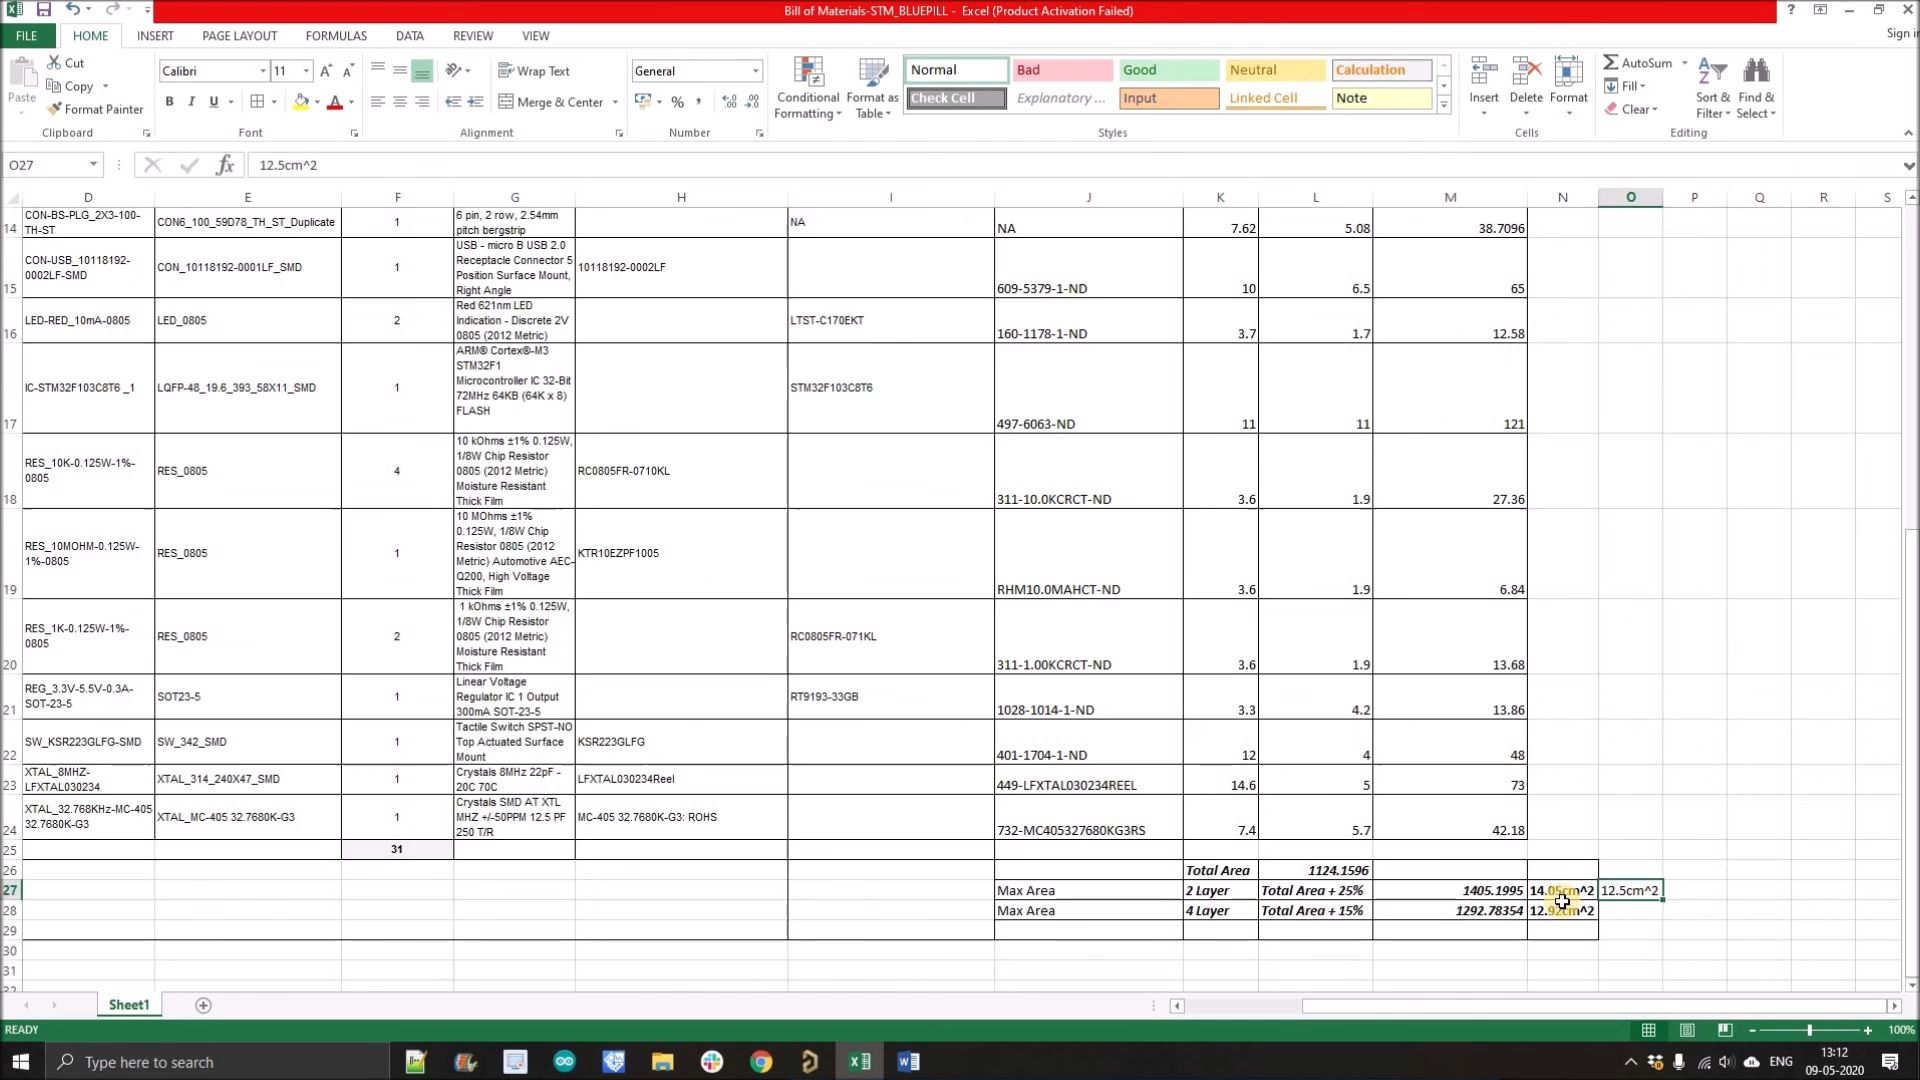 Bill of Materials-STM_BLUEPILL - Excel (Product Activation Failed)
FILE HOME INSERT PAGE LAYOUT FORMULAS DATA REVIEW VIEW Sign in
Paste
Cut
Copy
Format Painter
Clipboard
Calibri 11
B I U
Font
Wrap Text
Merge & Center
Alignment
General
%
Number
Conditional Formatting
Format as Table
Normal Bad Good Neutral Calculation
Check Cell Explanatory ... Input Linked Cell Note
Styles
Insert Delete Format
Cells
AutoSum
Fill
Clear
Sort & Filter
Find & Select
Editing
O27 fx 12.5cm^2
D E F G H I J K L M N O P Q R S
14 CON-BS-PLG_2X3-100-TH-ST CON6_100_59D78_TH_ST_Duplicate 1 6 pin, 2 row, 2.54mm pitch bergstrip NA NA 7.62 5.08 38.7096
15 CON-USB_10118192-0002LF-SMD CON_10118192-0001LF_SMD 1 USB - micro B USB 2.0 Receptacle Connector 5 Position Surface Mount, Right Angle 10118192-0002LF 609-5379-1-ND 10 6.5 65
16 LED-RED_10mA-0805 LED_0805 2 Red 621nm LED Indication - Discrete 2V 0805 (2012 Metric) LTST-C170EKT 160-1178-1-ND 3.7 1.7 12.58
17 IC-STM32F103C8T6 _1 LQFP-48_19.6_393_58X11_SMD 1 ARM® Cortex®-M3 STM32F1 Microcontroller IC 32-Bit 72MHz 64KB (64K x 8) FLASH STM32F103C8T6 497-6063-ND 11 11 121
18 RES_10K-0.125W-1%-0805 RES_0805 4 10 kOhms ±1% 0.125W, 1/8W Chip Resistor 0805 (2012 Metric) Moisture Resistant Thick Film RC0805FR-0710KL 311-10.0KCRCT-ND 3.6 1.9 27.36
19 RES_10MOHM-0.125W-1%-0805 RES_0805 1 10 MOhms ±1% 0.125W, 1/8W Chip Resistor 0805 (2012 Metric) Automotive AEC-Q200, High Voltage Thick Film KTR10EZPF1005 RHM10.0MAHCT-ND 3.6 1.9 6.84
20 RES_1K-0.125W-1%-0805 RES_0805 2 1 kOhms ±1% 0.125W, 1/8W Chip Resistor 0805 (2012 Metric) Moisture Resistant Thick Film RC0805FR-071KL 311-1.00KCRCT-ND 3.6 1.9 13.68
21 REG_3.3V-5.5V-0.3A-SOT-23-5 SOT23-5 1 Linear Voltage Regulator IC 1 Output 300mA SOT-23-5 RT9193-33GB 1028-1014-1-ND 3.3 4.2 13.86
22 SW_KSR223GLFG-SMD SW_342_SMD 1 Tactile Switch SPST-NO Top Actuated Surface Mount KSR223GLFG 401-1704-1-ND 12 4 48
23 XTAL_8MHZ-LFXTAL030234 XTAL_314_240X47_SMD 1 Crystals 8MHz 22pF -20C 70C LFXTAL030234Reel 449-LFXTAL030234REEL 14.6 5 73
24 XTAL_32.768KHz-MC-405 32.7680K-G3 XTAL_MC-405 32.7680K-G3 1 Crystals SMD AT XTL MHZ +/-50PPM 12.5 PF 250 T/R MC-405 32.7680K-G3: ROHS 732-MC405327680KG3RS 7.4 5.7 42.18
25 31
26 Total Area 1124.1596
27 Max Area 2 Layer Total Area + 25% 1405.1995 14.05cm^2 12.5cm^2
28 Max Area 4 Layer Total Area + 15% 1292.78354 12.92cm^2
29
30
31
32
Sheet1
READY 100%
Type here to search ENG 13:12
09-05-2020